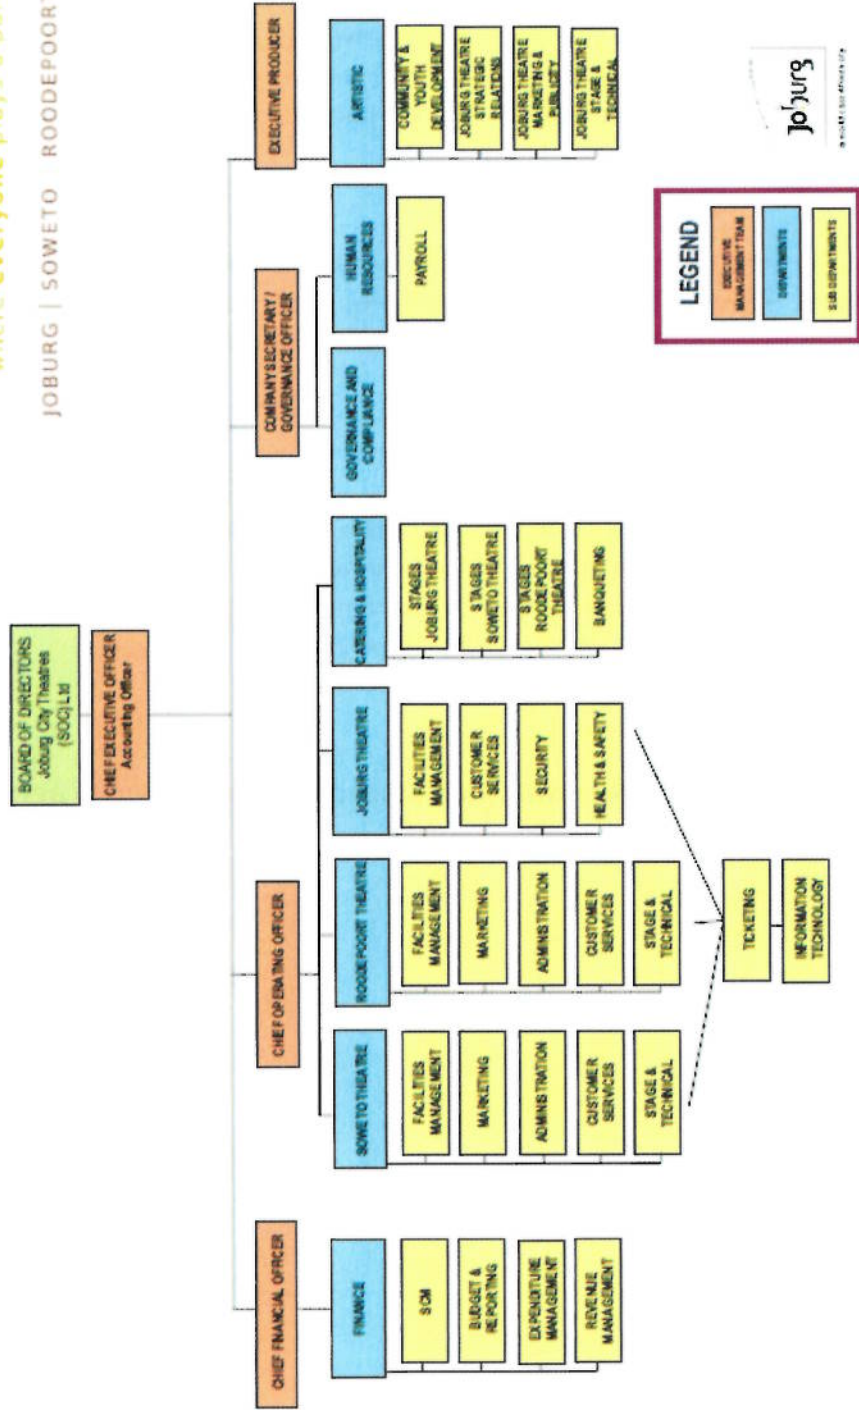 where everyone plays a part
JOBURG | SOWETO ROODEPOORT
BOARD OF DIRECTORS
Joburg City Theatres
(SOC) Ltd
CHIEF EXECUTIVE OFFICER
Accounting Officer
CHIEF FINANCIAL OFFICER
CHIEF OPERATING OFFICER
COMPANY SECRETARY /
GOVERNANCE OFFICER
EXECUTIVE PRODUCER
FINANCE
SCM
BUDGET &
REPORTING
EXPENDITURE
MANAGEMENT
REVENUE
MANAGEMENT
SOWETO THEATRE
FACILITIES
MANAGEMENT
MARKETING
ADMINISTRATION
CUSTOMER
SERVICES
STAGE &
TECHNICAL
ROODEPOORT THEATRE
FACILITIES
MANAGEMENT
MARKETING
ADMINISTRATION
CUSTOMER
SERVICES
STAGE &
TECHNICAL
JOBURG THEATRE
FACILITIES
MANAGEMENT
CUSTOMER
SERVICES
SECURITY
HEALTH & SAFETY
TICKETING
INFORMATION
TECHNOLOGY
CATERING & HOSPITALITY
STAGES
JOBURG THEATRE
STAGES
SOWETO THEATRE
STAGES
ROODEPOORT
THEATRE
BANQUETING
GOVERNANCE AND
COMPLIANCE
HUMAN
RESOURCES
PAYROLL
ARTISTIC
COMMUNITY &
YOUTH
DEVELOPMENT
JOBURG THEATRE
STRATEGIC
RELATIONS
JOBURG THEATRE
MARKETING &
PUBLICITY
JOBURG THEATRE
STAGE &
TECHNICAL
LEGEND
EXECUTIVE
MANAGEMENT TEAM
DEPARTMENTS
SUB DEPARTMENTS
Joburg